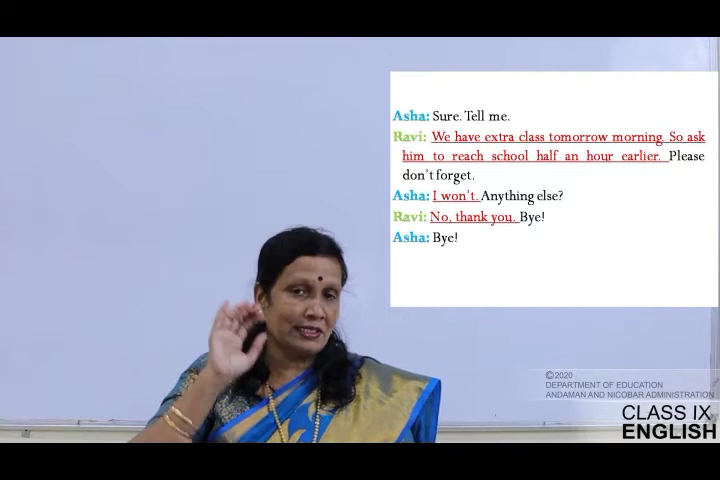 Asha: Sure. Tell me.
Ravi: We have extra class tomorrow morning. So ask
him to reach school half an hour earlier. Please
don't forget.
Asha: I won't. Anything else?
Ravi: No, thank you. Bye!
Asha: Bye!
©2020
DEPARTMENT OF EDUCATION
ANDAMAN AND NICOBAR ADMINISTRATION
CLASS IX
ENGLISH